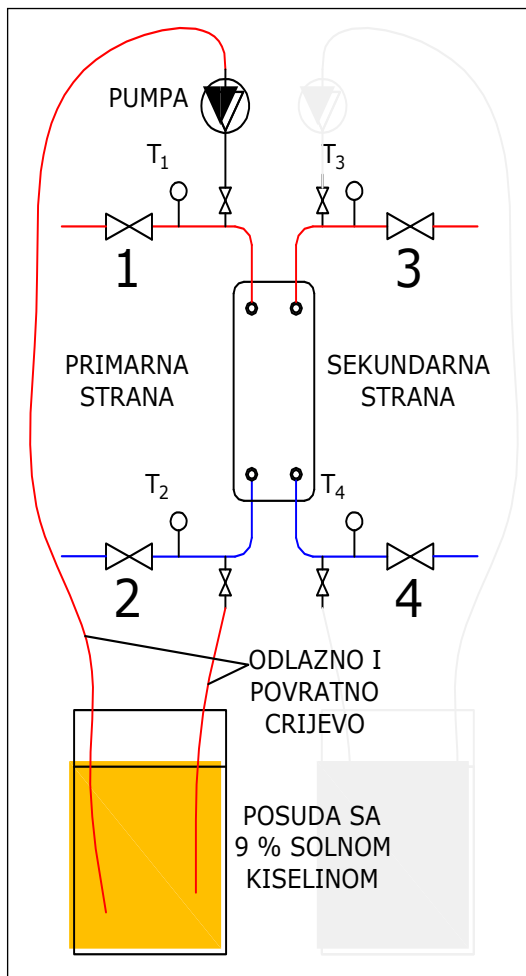 PUMPA
T1
T3
1
3
PRIMARNA
STRANA
SEKUNDARNA
STRANA
T2
T4
2
4
ODLAZNO I
POVRATNO
CRIJEVO
POSUDA SA
9 % SOLNOM
KISELINOM